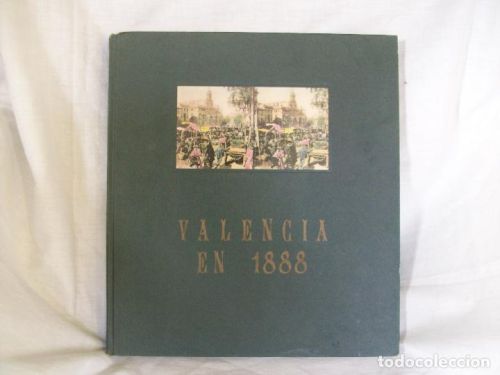 VALENCIA
EN 1888
todocoleccion